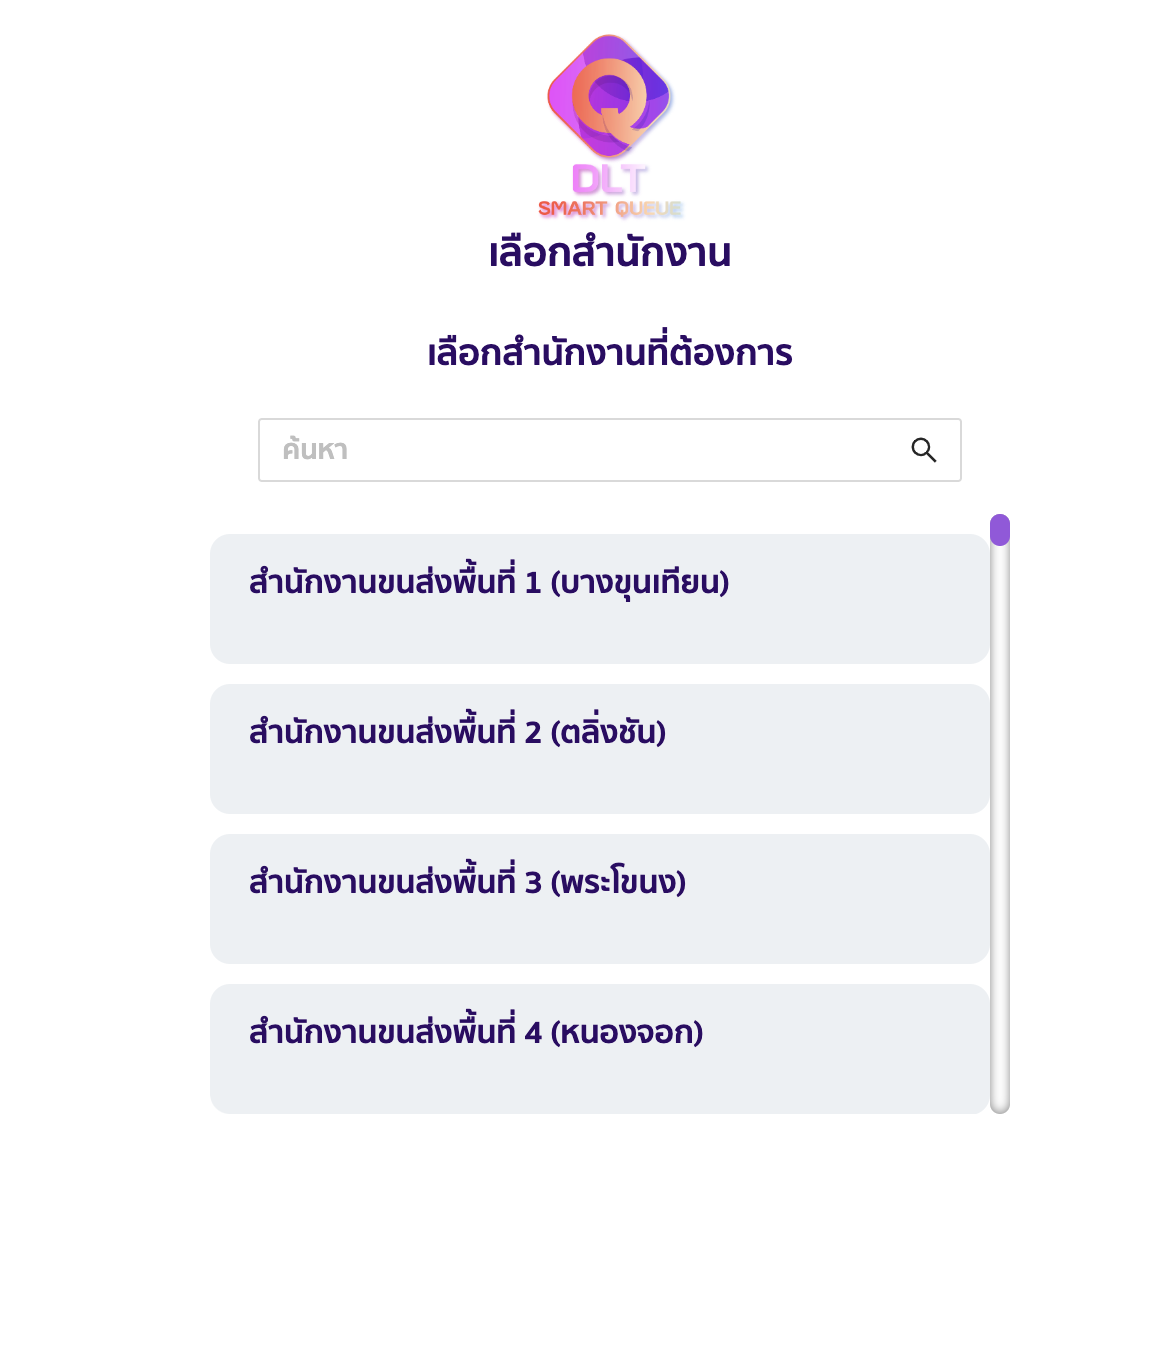 Q
DLT
SMART QUEUE
เลือกสำนักงาน
เลือกสำนักงานที่ต้องการ
ค้นหา
สำนักงานขนส่งพื้นที่ 1 (บางขุนเทียน)
สำนักงานขนส่งพื้นที่ 2 (ตลิ่งชัน)
สำนักงานขนส่งพื้นที่ 3 (พระโขนง)
สำนักงานขนส่งพื้นที่ 4 (หนองจอก)